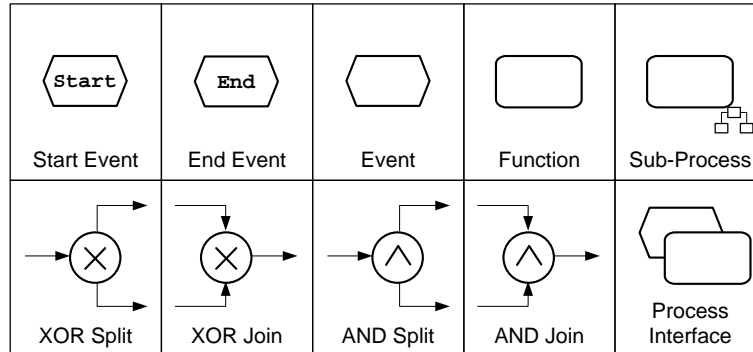 Start
End
Start Event
End Event
Event
Function
Sub-Process
XOR Split
XOR Join
AND Split
AND Join
Process
Interface